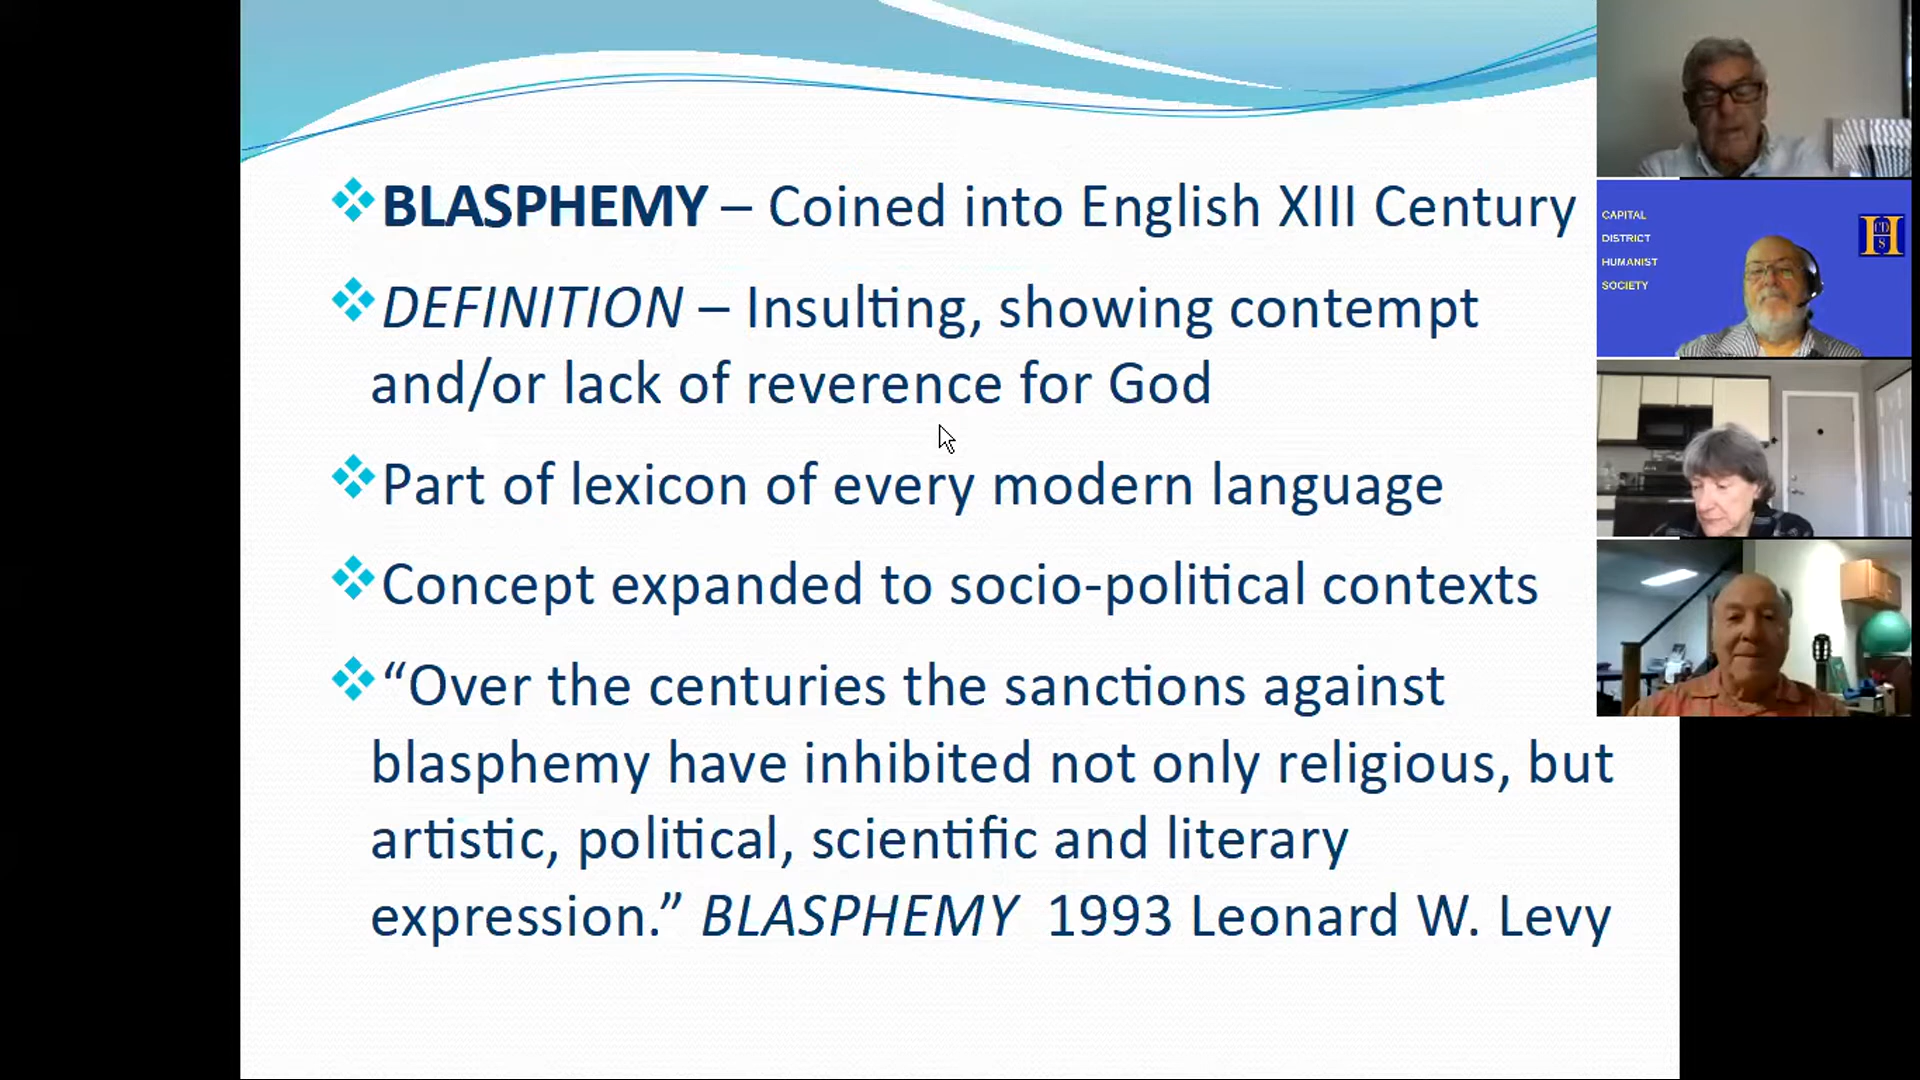 BLASPHEMY – Coined into English XIII Century
DEFINITION – Insulting, showing contempt
and/or lack of reverence for God
Part of lexicon of every modern language
Concept expanded to socio-political contexts
“Over the centuries the sanctions against
blasphemy have inhibited not only religious, but
artistic, political, scientific and literary
expression.” BLASPHEMY 1993 Leonard W. Levy
CAPITAL
DISTRICT
HUMANIST
SOCIETY
H
CD
S